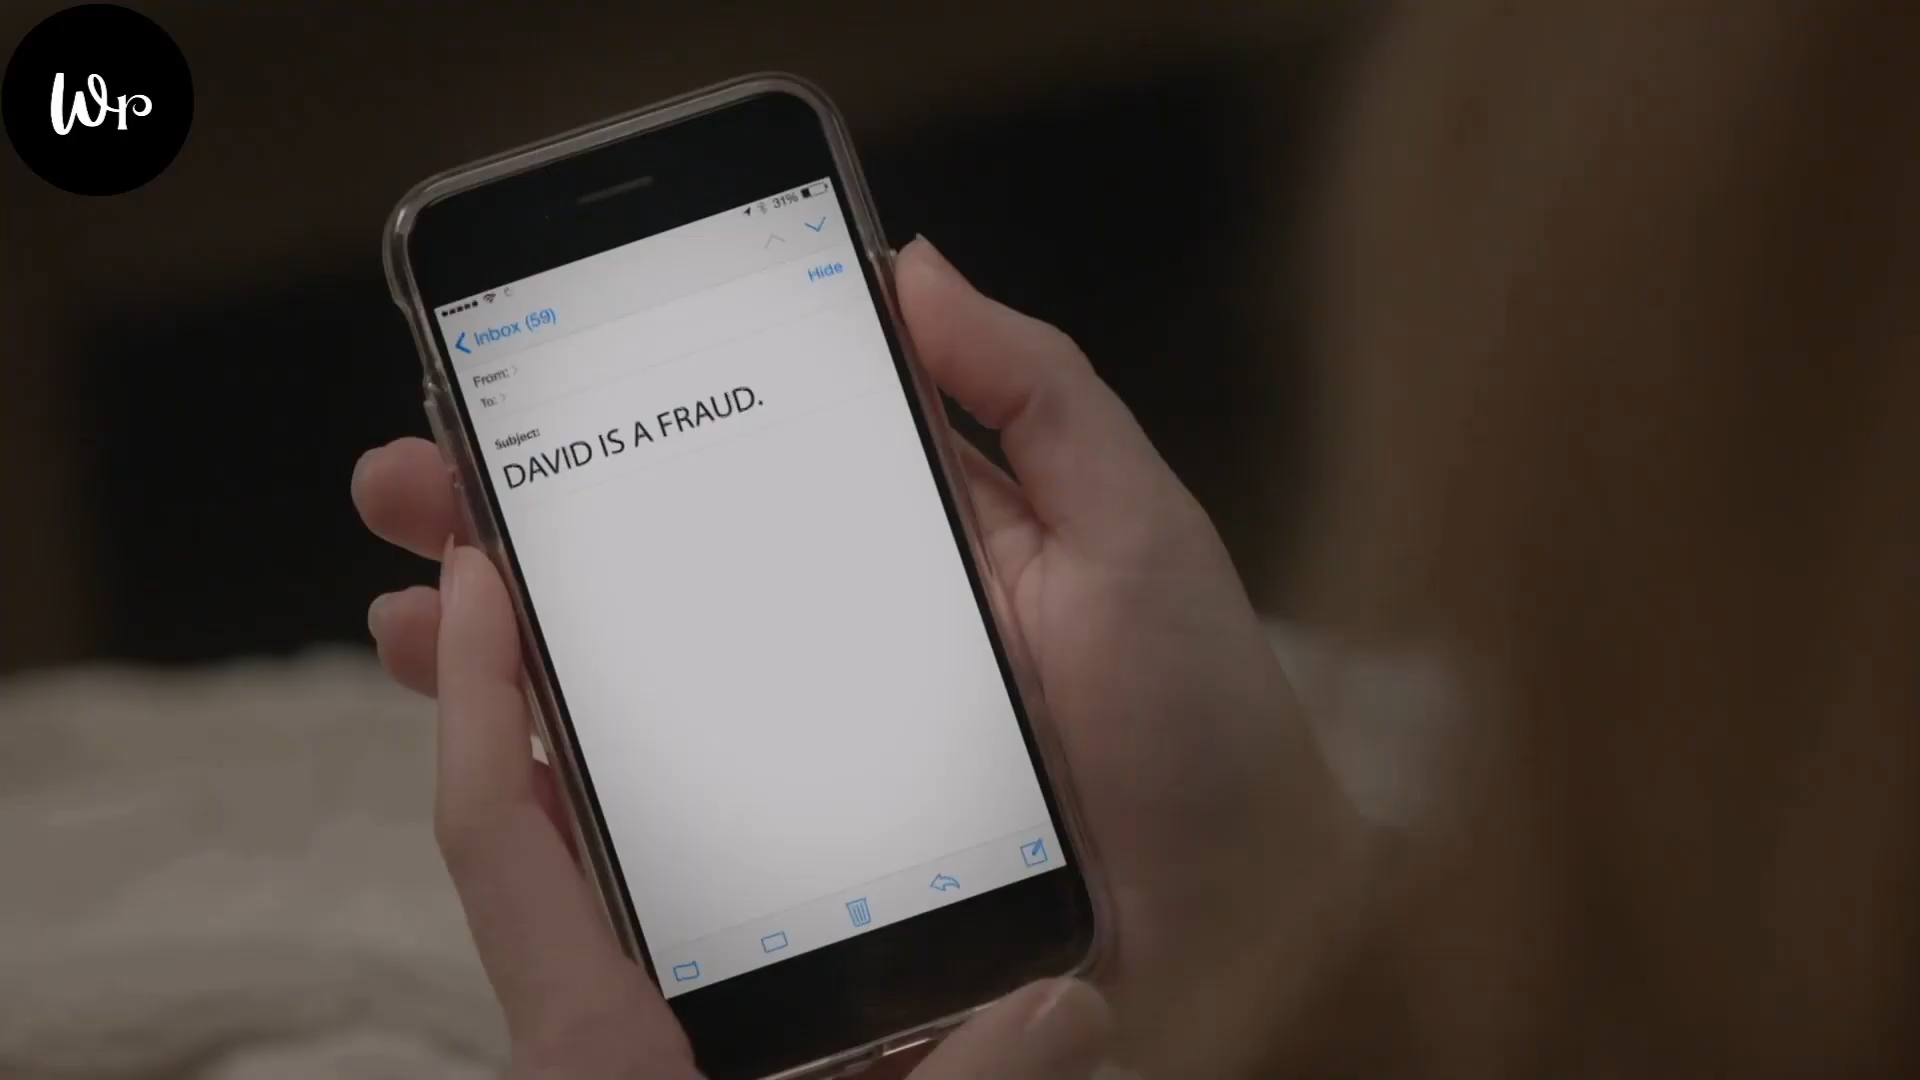 Wp
31%
Inbox (59)
Hide
From:
To:
Subject:
DAVID IS A FRAUD.